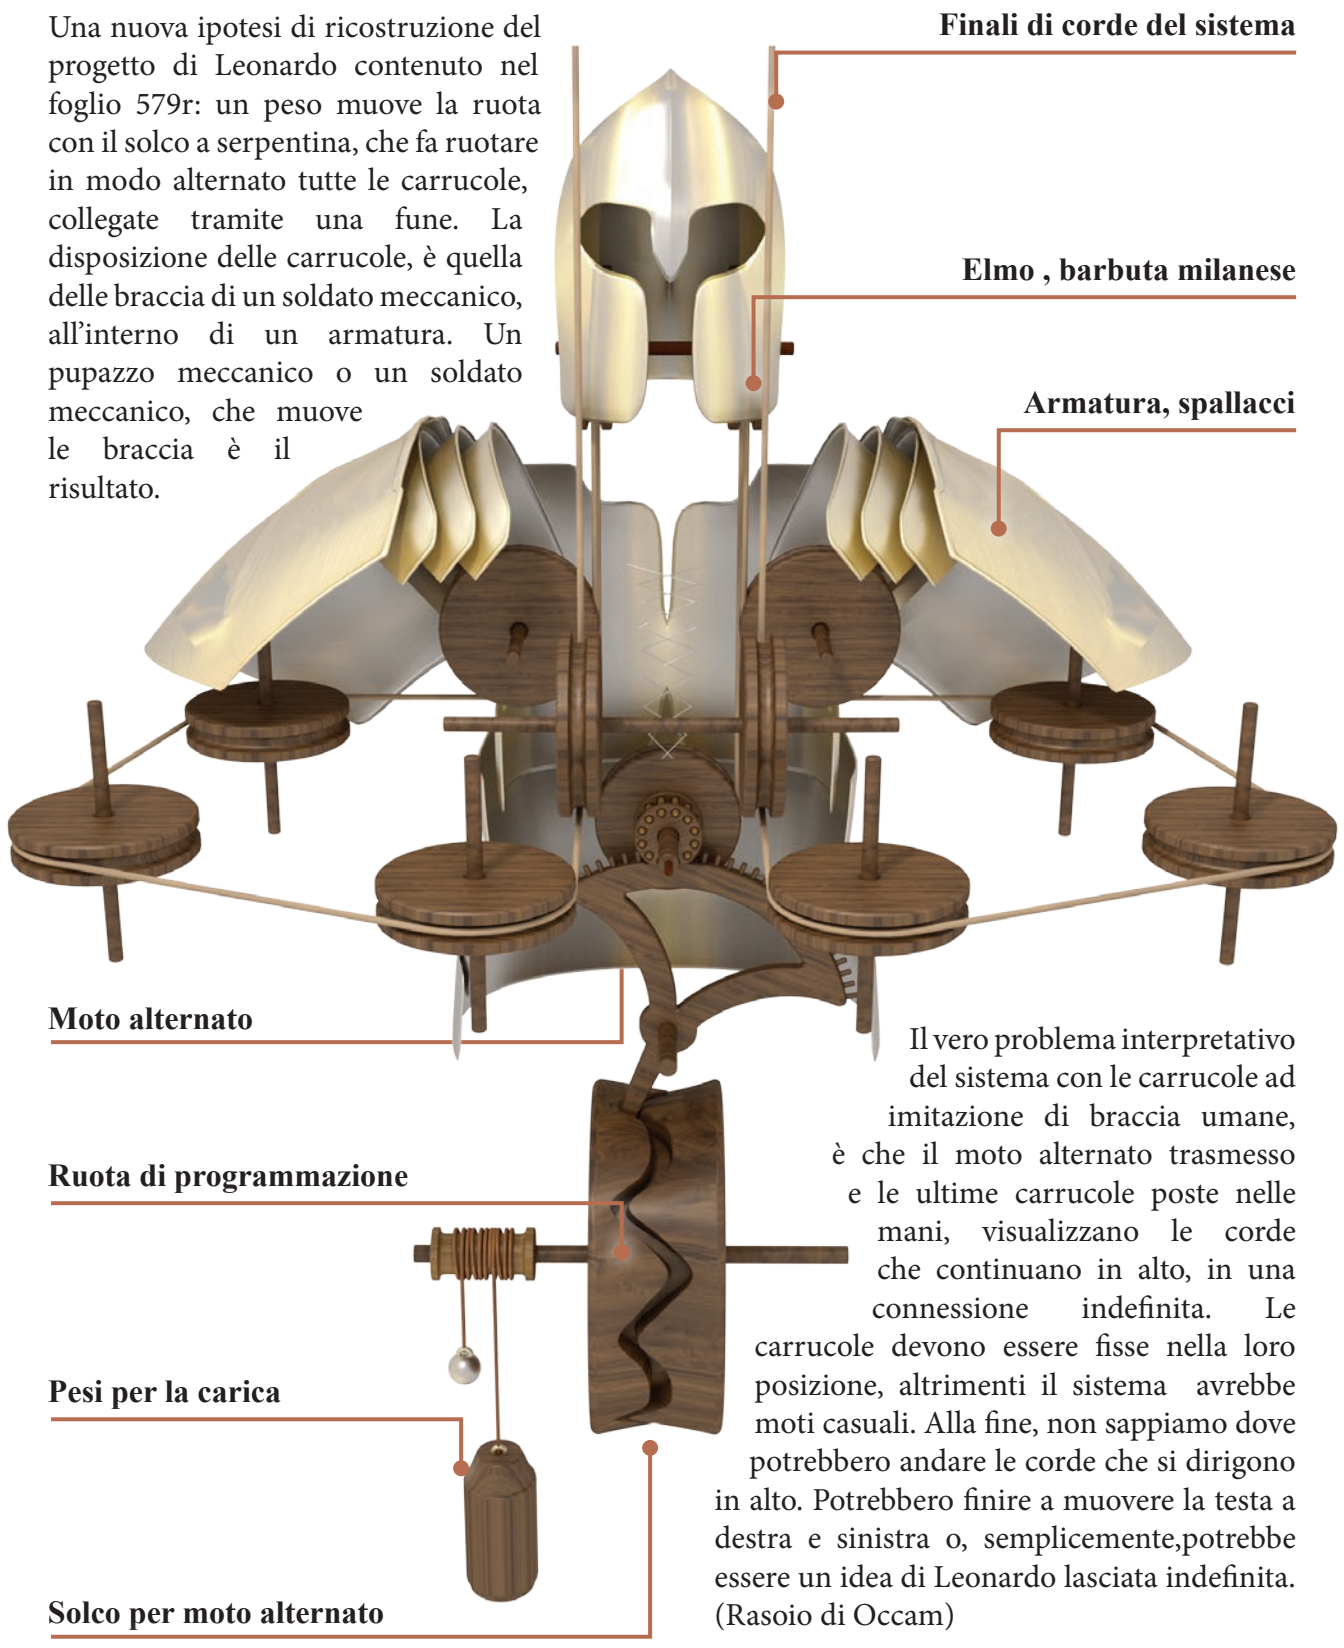 Una nuova ipotesi di ricostruzione del
progetto di Leonardo contenuto nel
foglio 579r: un peso muove la ruota
con il solco a serpentina, che fa ruotare
in modo alternato tutte le carrucole,
collegate tramite una fune. La
disposizione delle carrucole, è quella
delle braccia di un soldato meccanico,
all'interno di un armatura. Un
pupazzo meccanico o un soldato
meccanico, che muove
le braccia è il
risultato.
Finali di corde del sistema
Elmo , barbuta milanese
Armatura, spallacci
Moto alternato
Ruota di programmazione
Pesi per la carica
Solco per moto alternato
Il vero problema interpretativo
del sistema con le carrucole ad
imitazione di braccia umane,
è che il moto alternato trasmesso
e le ultime carrucole poste nelle
mani, visualizzano le corde
che continuano in alto, in una
connessione indefinita. Le
carrucole devono essere fisse nella loro
posizione, altrimenti il sistema avrebbe
moti casuali. Alla fine, non sappiamo dove
potrebbero andare le corde che si dirigono
in alto. Potrebbero finire a muovere la testa a
destra e sinistra o, semplicemente,potrebbe
essere un idea di Leonardo lasciata indefinita.
(Rasoio di Occam)